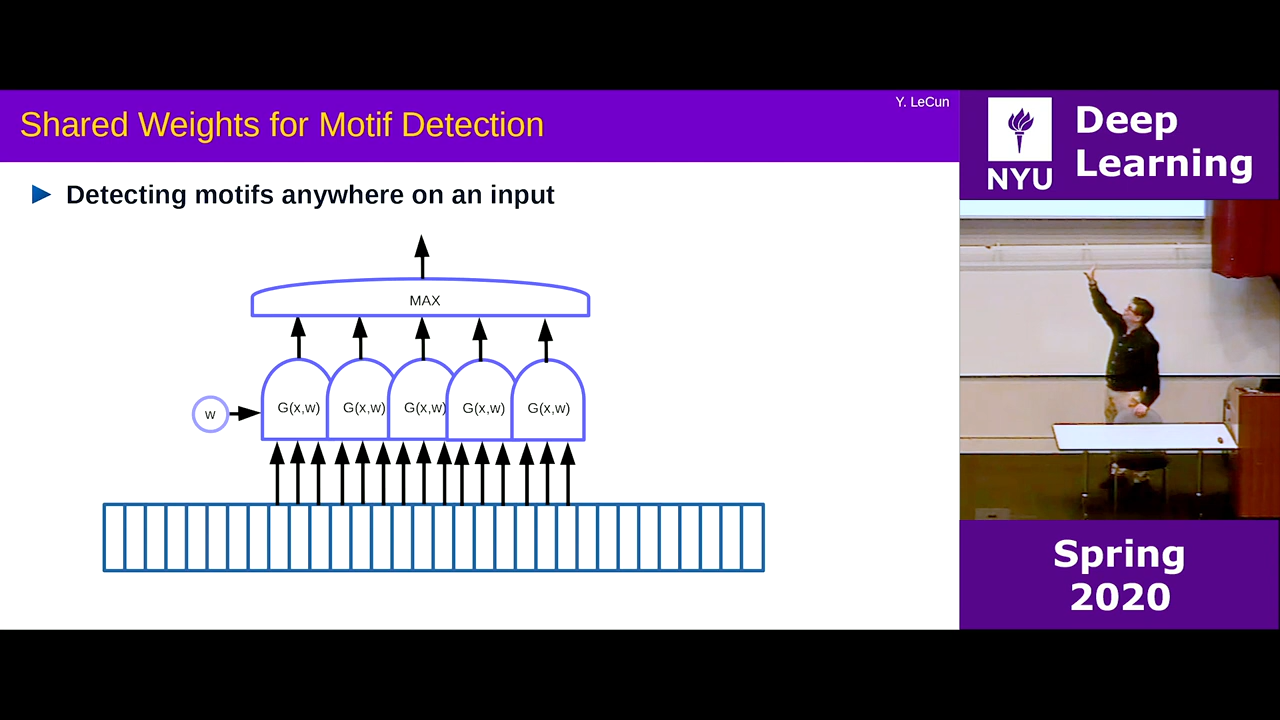 Y. LeCun
Shared Weights for Motif Detection
Detecting motifs anywhere on an input
MAX
w
G(x,w)
G(x,w)
G(x,w)
G(x,w)
G(x,w)
NYU
Deep
Learning
Spring
2020